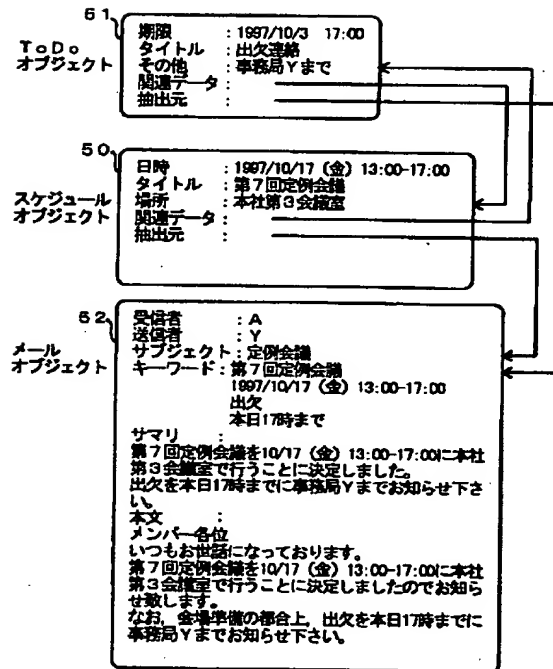 61
ToDo
オブジェクト
期限 : 1997/10/3 17:00
タイトル : 出欠連絡
その他 : 事務局Yまで
関連データ :
抽出元 :
50
スケジュール
オブジェクト
日時 : 1997/10/17 (金) 13:00-17:00
タイトル : 第7回定例会議
場所 : 本社第3会議室
関連データ :
抽出元 :
62
メール
オブジェクト
受信者 : A
送信者 : Y
サブジェクト : 定例会議
キーワード : 第7回定例会議
1997/10/17 (金) 13:00-17:00
出欠
本日17時まで
サマリ :
第7回定例会議を10/17 (金) 13:00-17:00に本社
第3会議室で行うことに決定しました。
出欠を本日17時までに事務局Yまでお知らせ下さ
い。
本文 :
メンバー各位
いつもお世話になっております。
第7回定例会議を10/17 (金) 13:00-17:00に本社
第3会議室で行うことに決定しましたのでお知ら
せ致します。
なお、会場準備の都合上、出欠を本日17時までに
事務局Yまでお知らせ下さい。